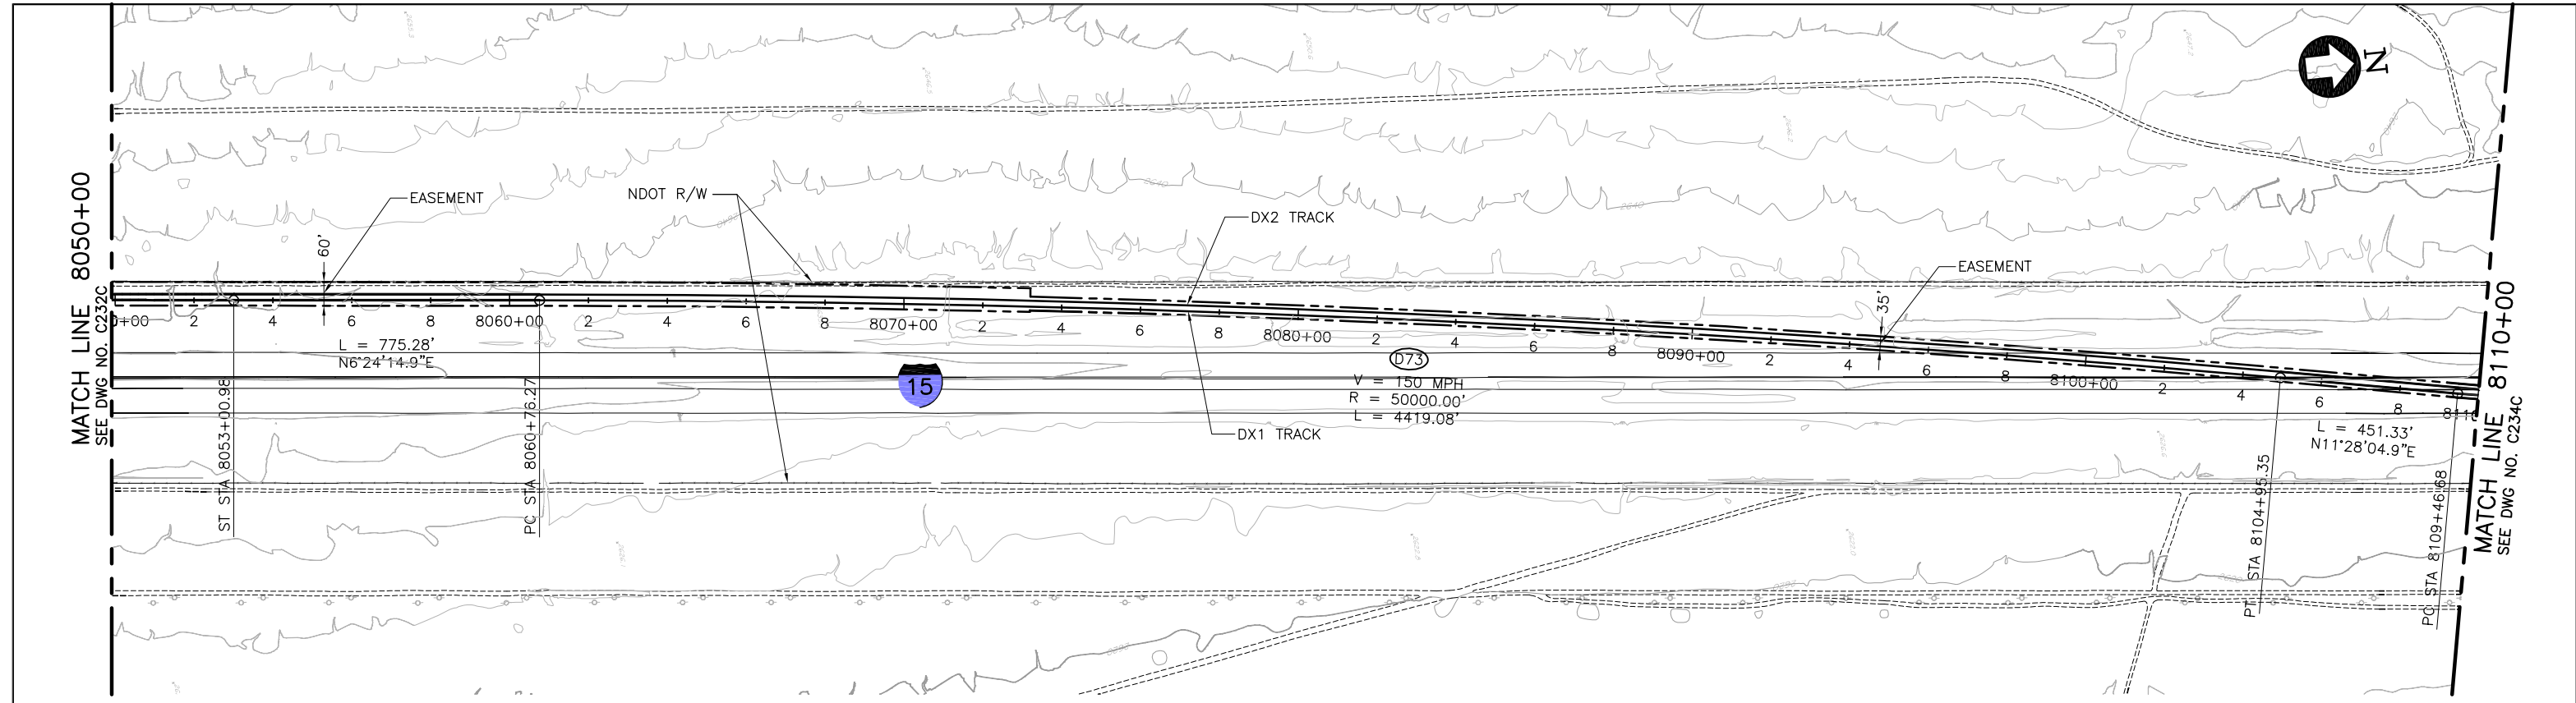 N
MATCH LINE 8050+00
SEE DWG NO. C232C
EASEMENT
60'
NDOT R/W
DX2 TRACK
EASEMENT
35'
0+00 2 4 6 8 8060+00 2 4 6 8 8070+00 2 4 6 8 8080+00 2 4 6 8 8090+00 2 4 6 8 8100+00 2 4 6 8 811
L = 775.28'
N6°24'14.9"E
ST STA 8053+00.98
PC STA 8060+76.27
15
D73
V = 150 MPH
R = 50000.00'
L = 4419.08'
DX1 TRACK
L = 451.33'
N11°28'04.9"E
PT STA 8104+95.35
PC STA 8109+46.68
MATCH LINE 8110+00
SEE DWG NO. C234C